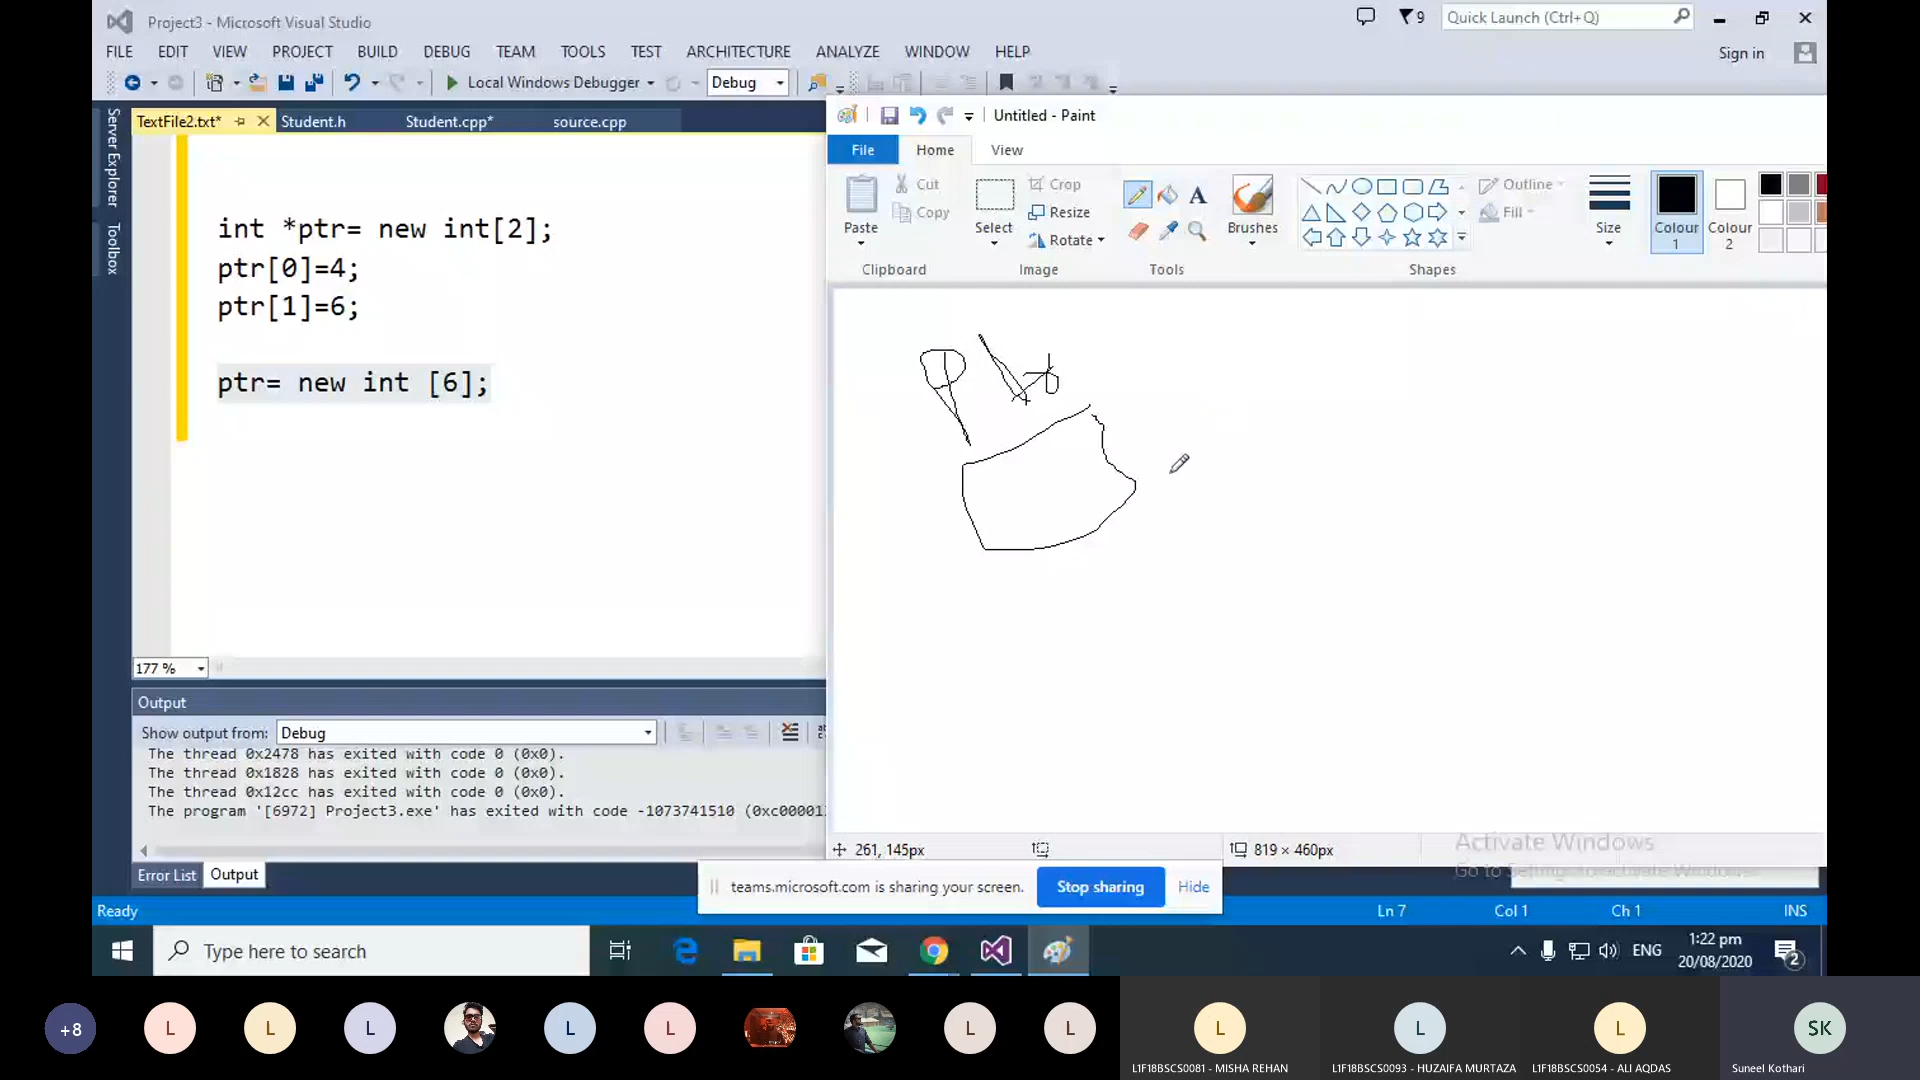 Project3 - Microsoft Visual Studio
9
Quick Launch (Ctrl+Q)
FILE EDIT VIEW PROJECT BUILD DEBUG TEAM TOOLS TEST ARCHITECTURE ANALYZE WINDOW HELP
Sign in
Local Windows Debugger
Debug
Server Explorer
Toolbox
TextFile2.txt*
Student.h
Student.cpp*
source.cpp
int *ptr= new int[2];
ptr[0]=4;
ptr[1]=6;
ptr= new int [6];
177 %
Output
Show output from:
Debug
The thread 0x2478 has exited with code 0 (0x0).
The thread 0x1828 has exited with code 0 (0x0).
The thread 0x12cc has exited with code 0 (0x0).
The program '[6972] Project3.exe' has exited with code -1073741510
Error List
Output
Untitled - Paint
File
Home
View
Paste
Cut
Copy
Clipboard
Select
Crop
Resize
Rotate
Image
A
Tools
Brushes
Shapes
Outline
Fill
Size
Colour 1
Colour 2
261, 145px
819 × 460px
Activate Windows
teams.microsoft.com is sharing your screen.
Stop sharing
Hide
Ready
Ln 7
Col 1
Ch 1
INS
Type here to search
ENG
1:22 pm
20/08/2020
2
+8
L
L
L
L
L
L
L
L
L1F18BSCS0081 - MISHA REHAN
L
L1F18BSCS0093 - HUZAIFA MURTAZA
L
L1F18BSCS0054 - ALI AQDAS
SK
Suneel Kothari